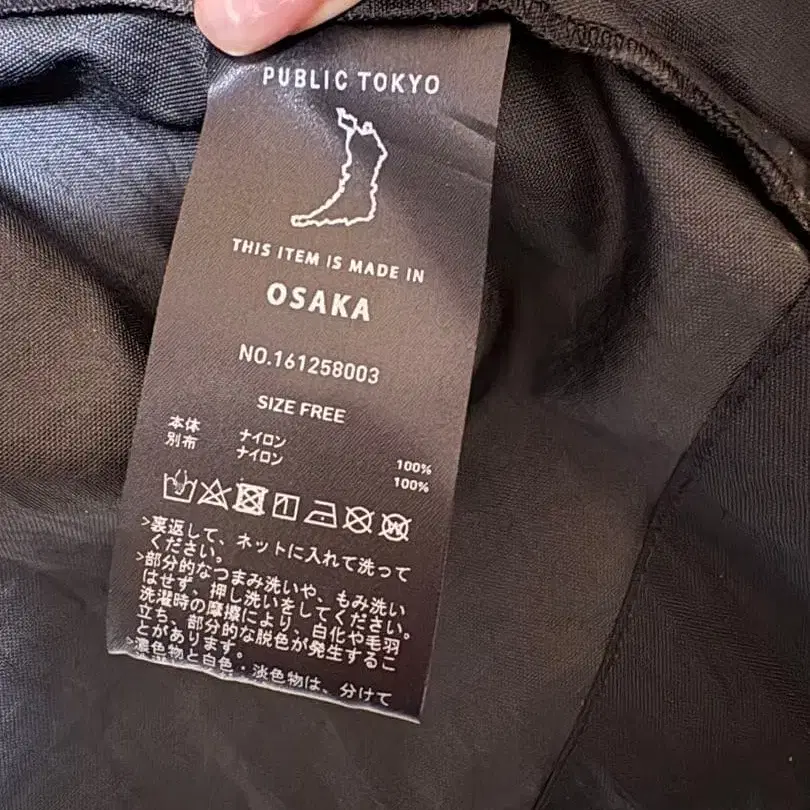 PUBLIC TOKYO
THIS ITEM IS MADE IN
OSAKA
NO.161258003
SIZE FREE
本体 ナイロン 100%
別布 ナイロン 100%
>裏返して、ネットに入れて洗って
ください。
>部分的なつまみ洗いや、もみ洗い
はせず、押し洗いをしてください。
洗濯時の摩擦により、白化や毛羽
立ち、部分的な脱色が発生するこ
とがあります。
>濃色物と白色・淡色物は、分けて